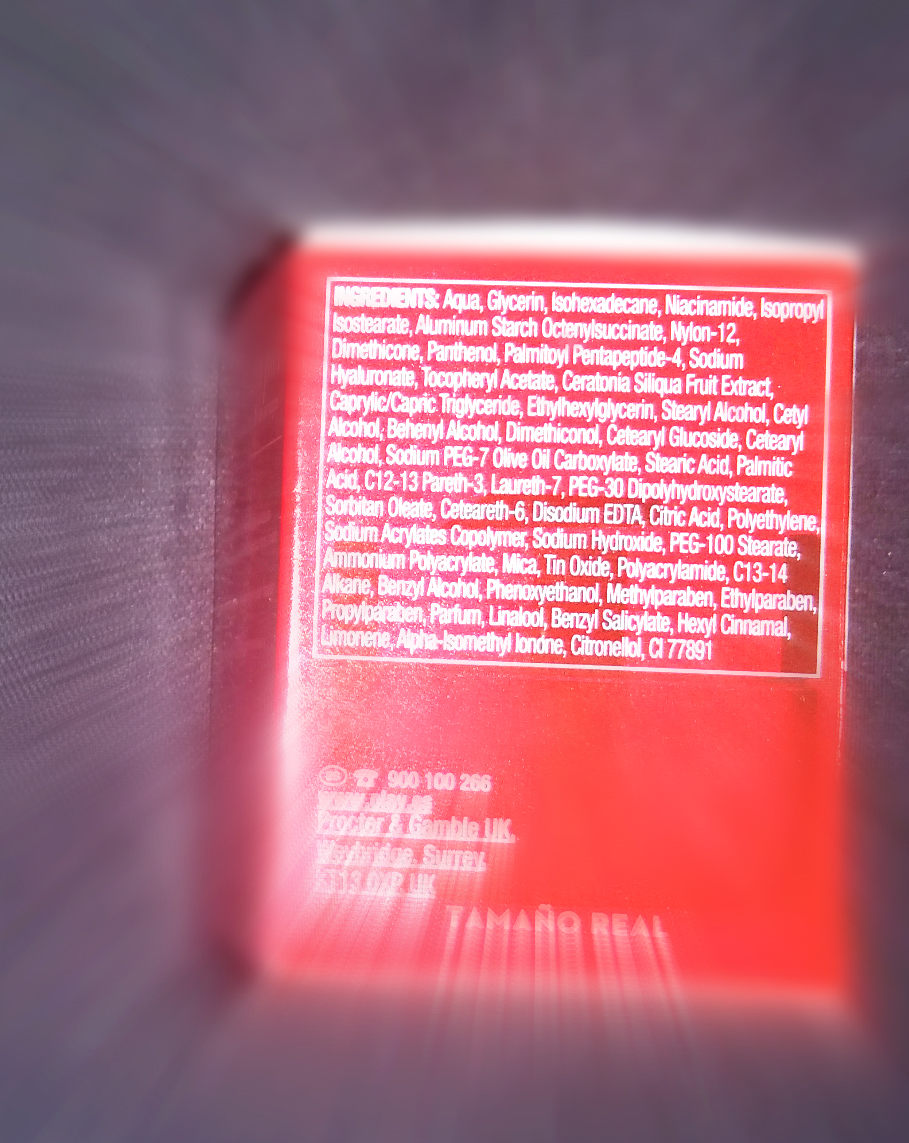 INGREDIENTS: Aqua, Glycerin, Isohexadecane, Niacinamide, Isopropyl
Isostearate, Aluminum Starch Octenylsuccinate, Nylon-12,
Dimethicone, Panthenol, Palmitoyl Pentapeptide-4, Sodium
Hyaluronate, Tocopheryl Acetate, Ceratonia Siliqua Fruit Extract,
Caprylic/Capric Triglyceride, Ethylhexylglycerin, Stearyl Alcohol, Cetyl
Alcohol, Behenyl Alcohol, Dimethiconol, Cetearyl Glucoside, Cetearyl
Alcohol, Sodium PEG-7 Olive Oil Carboxylate, Stearic Acid, Palmitic
Acid, C12-13 Pareth-3, Laureth-7, PEG-30 Dipolyhydroxystearate,
Sorbitan Oleate, Ceteareth-6, Disodium EDTA, Citric Acid, Polyethylene,
Sodium Acrylates Copolymer, Sodium Hydroxide, PEG-100 Stearate,
Ammonium Polyacrylate, Mica, Tin Oxide, Polyacrylamide, C13-14
Alkane, Benzyl Alcohol, Phenoxyethanol, Methylparaben, Ethylparaben,
Propylparaben, Parfum, Linalool, Benzyl Salicylate, Hexyl Cinnamal,
Limonene, Alpha-Isomethyl Ionone, Citronellol, CI 77891
900 100 266
www.olay.es
Procter & Gamble UK,
Weybridge, Surrey,
KT13 0XP, UK
TAMAÑO REAL